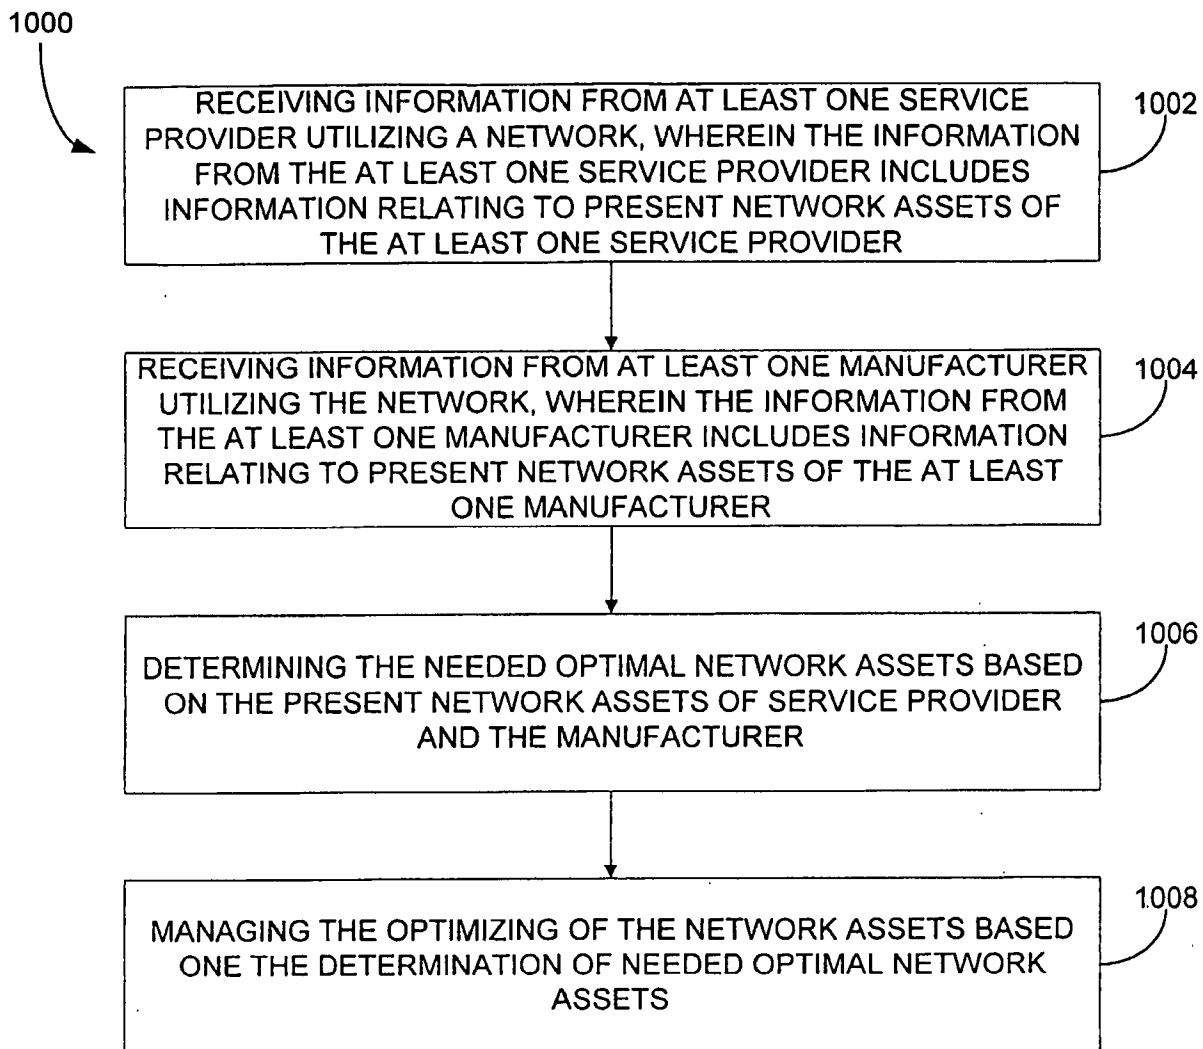 1000
RECEIVING INFORMATION FROM AT LEAST ONE SERVICE
PROVIDER UTILIZING A NETWORK, WHEREIN THE INFORMATION
FROM THE AT LEAST ONE SERVICE PROVIDER INCLUDES
INFORMATION RELATING TO PRESENT NETWORK ASSETS OF
THE AT LEAST ONE SERVICE PROVIDER
1002
RECEIVING INFORMATION FROM AT LEAST ONE MANUFACTURER
UTILIZING THE NETWORK, WHEREIN THE INFORMATION FROM
THE AT LEAST ONE MANUFACTURER INCLUDES INFORMATION
RELATING TO PRESENT NETWORK ASSETS OF THE AT LEAST
ONE MANUFACTURER
1004
DETERMINING THE NEEDED OPTIMAL NETWORK ASSETS BASED
ON THE PRESENT NETWORK ASSETS OF SERVICE PROVIDER
AND THE MANUFACTURER
1006
MANAGING THE OPTIMIZING OF THE NETWORK ASSETS BASED
ONE THE DETERMINATION OF NEEDED OPTIMAL NETWORK
ASSETS
1008